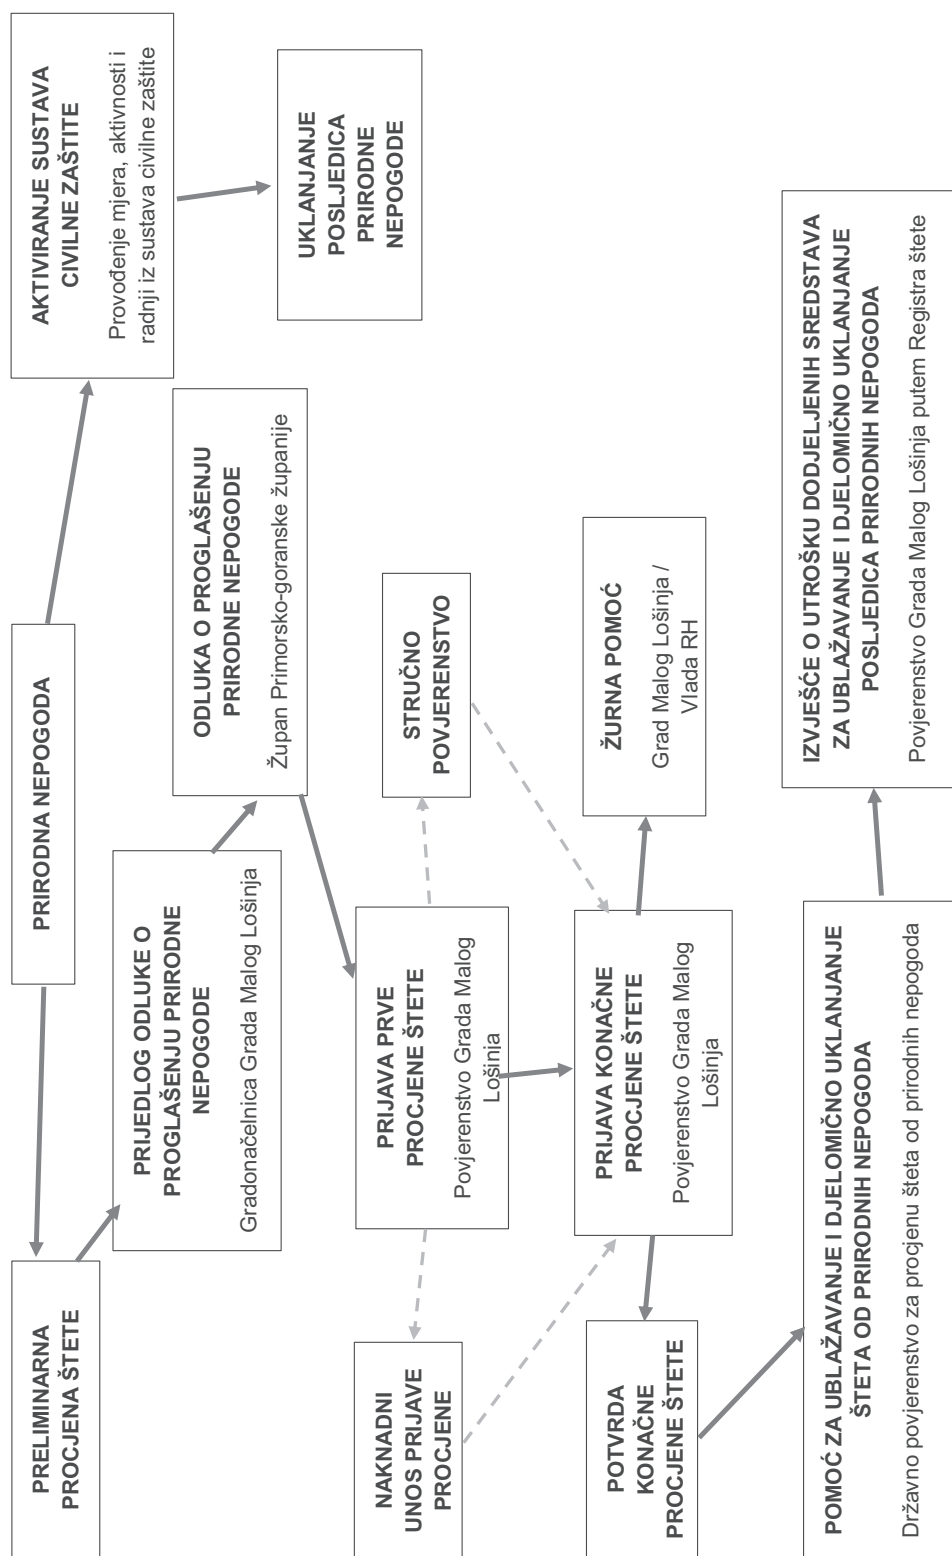 PRIRODNA NEPOGODA
AKTIVIRANJE SUSTAVA
CIVILNE ZAŠTITE
Provođenje mjera, aktivnosti i
radnji iz sustava civilne zaštite
UKLANJANJE
POSLJEDICA
PRIRODNE
NEPOGODE
PRELIMINARNA
PROCJENA ŠTETE
PRIJEDLOG ODLUKE O
PROGLAŠENJU PRIRODNE
NEPOGODE
Gradonačelnica Grada Malog Lošinja
ODLUKA O PROGLAŠENJU
PRIRODNE NEPOGODE
Župan Primorsko-goranske županije
NAKNADNI
UNOS PRIJAVE
PROCJENE
PRIJAVA PRVE
PROCJENE ŠTETE
Povjerenstvo Grada Malog
Lošinja
STRUČNO
POVJERENSTVO
POTVRDA
KONAČNE
PROCJENE ŠTETE
PRIJAVA KONAČNE
PROCJENE ŠTETE
Povjerenstvo Grada Malog
Lošinja
ŽURNA POMOĆ
Grad Malog Lošinja /
Vlada RH
POMOĆ ZA UBLAŽAVANJE I DJELOMIČNO UKLANJANJE
ŠTETA OD PRIRODNIH NEPOGODA
Državno povjerenstvo za procjenu šteta od prirodnih nepogoda
IZVJEŠĆE O UTROŠKU DODJELJENIH SREDSTAVA
ZA UBLAŽAVANJE I DJELOMIČNO UKLANJANJE
POSLJEDICA PRIRODNIH NEPOGODA
Povjerenstvo Grada Malog Lošinja putem Registra štete